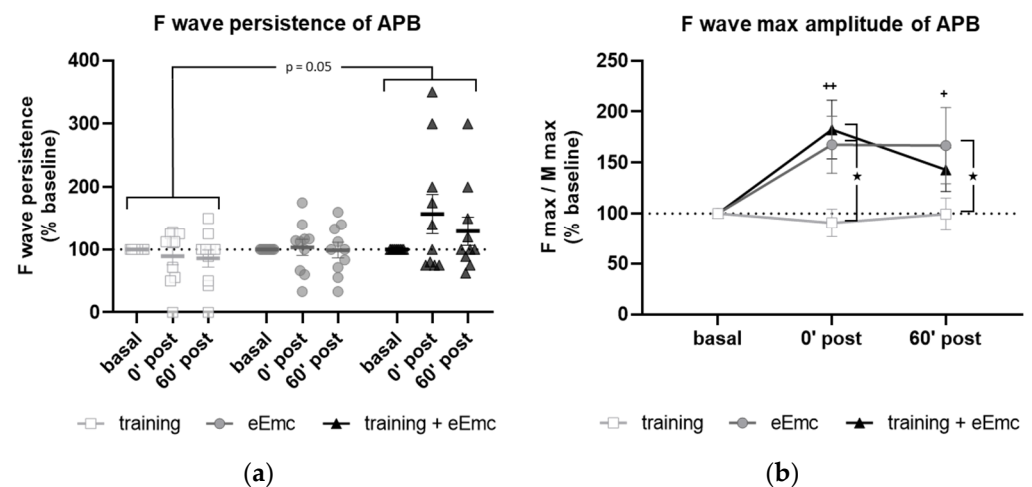 F wave persistence of APB
F wave persistence
(% baseline)
400
300
200
100
0
p = 0.05
basal
0' post
60' post
basal
0' post
60' post
basal
0' post
60' post
training
eEmc
training + eEmc
(a)
F wave max amplitude of APB
F max / M max
(% baseline)
250
200
150
100
50
0
++
+
★
★
basal
0' post
60' post
training
eEmc
training + eEmc
(b)